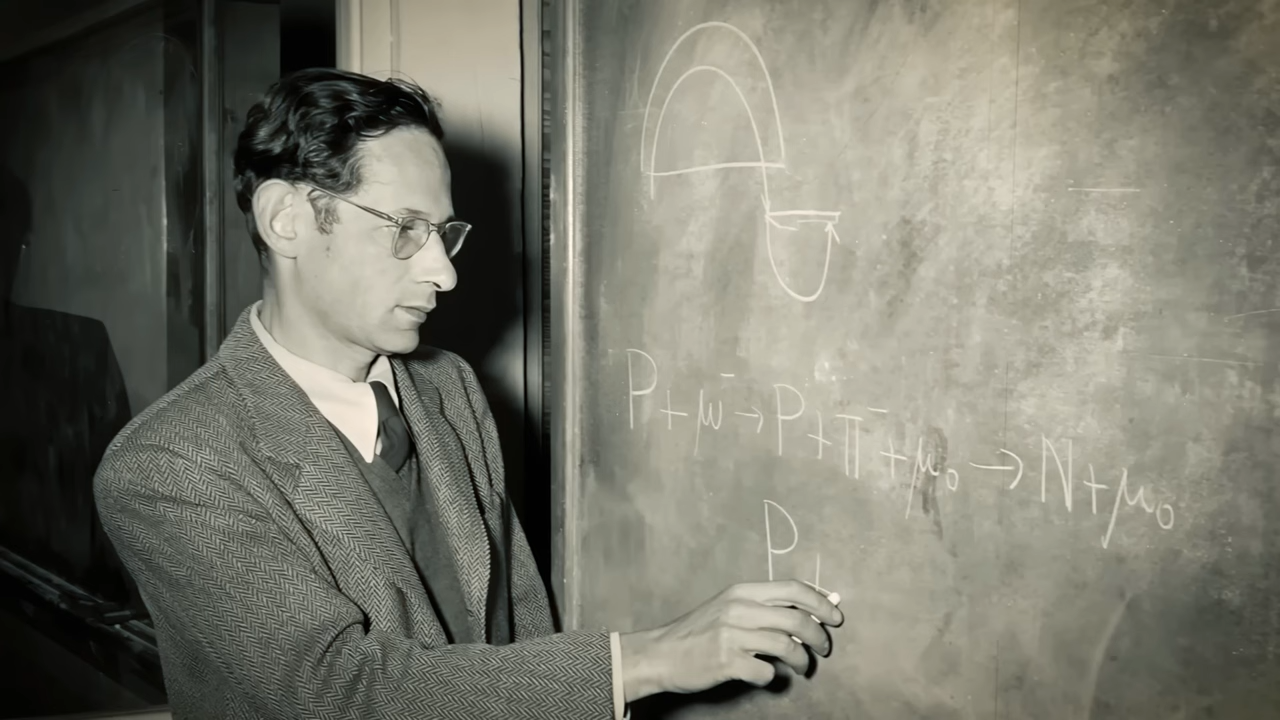 P + μ⁻ → P + π⁻ + μ₀ → N + μ₀
P +